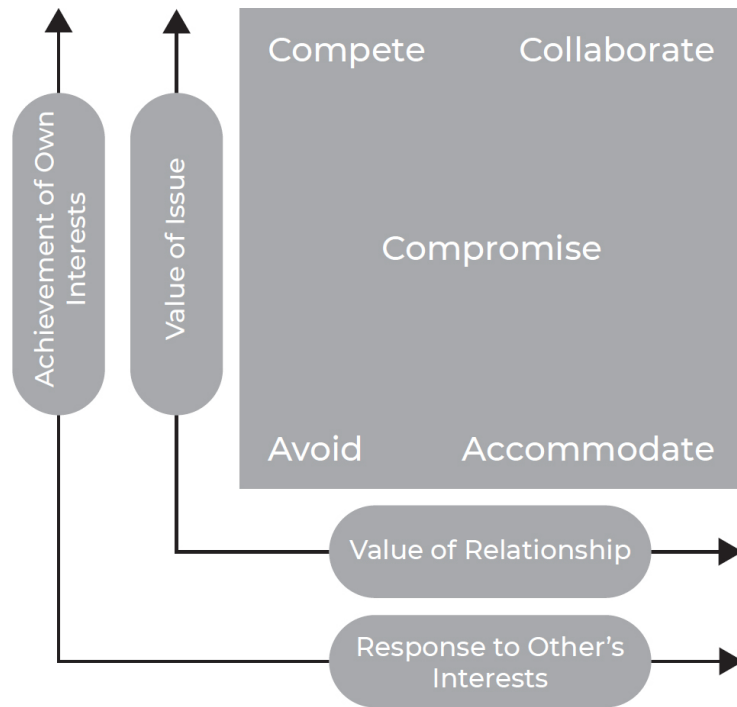 Compete
Collaborate
Achievement of Own
Interests
Value of Issue
Compromise
Avoid
Accommodate
Value of Relationship
Response to Other’s
Interests